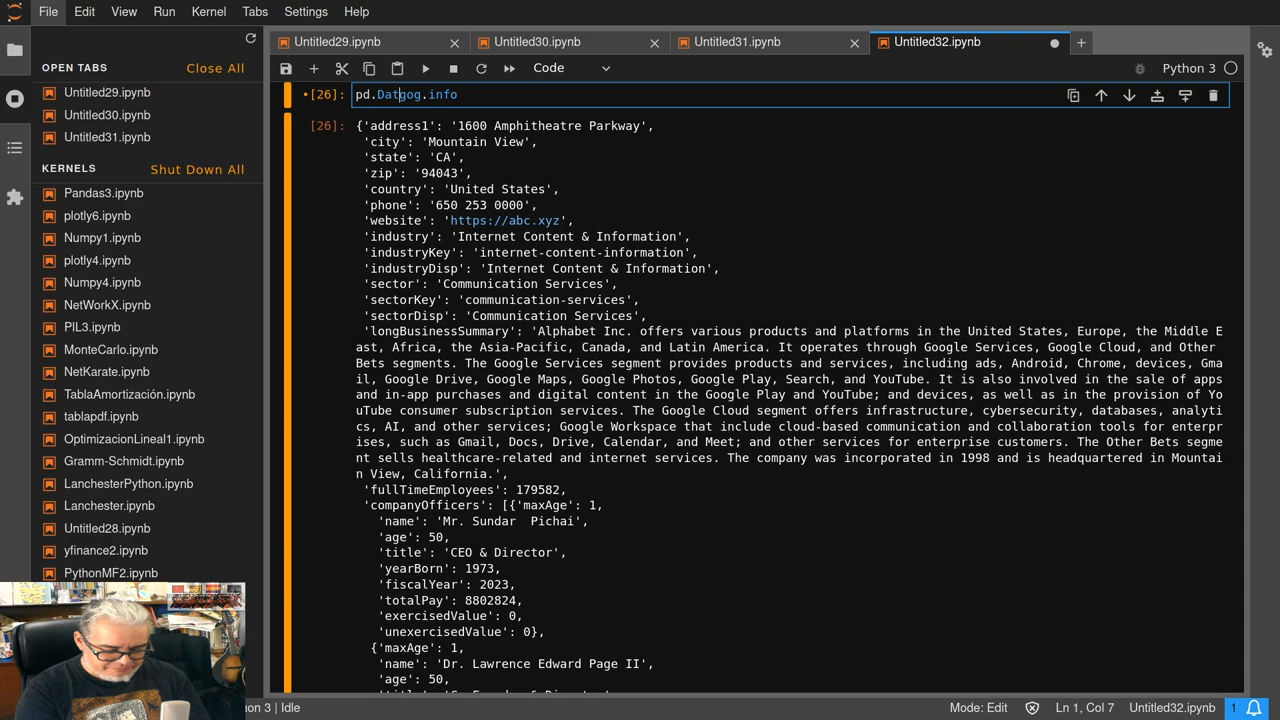 File Edit View Run Kernel Tabs Settings Help
OPEN TABS Close All
Untitled29.ipynb
Untitled30.ipynb
Untitled31.ipynb
KERNELS Shut Down All
Pandas3.ipynb
plotly6.ipynb
Numpy1.ipynb
plotly4.ipynb
Numpy4.ipynb
NetWorkX.ipynb
PIL3.ipynb
MonteCarlo.ipynb
NetKarate.ipynb
TablaAmortización.ipynb
tablapdf.ipynb
OptimizacionLineal1.ipynb
Gramm-Schmidt.ipynb
LanchesterPython.ipynb
Lanchester.ipynb
Untitled28.ipynb
yfinance2.ipynb
PythonMF2.ipynb
Untitled29.ipynb Untitled30.ipynb Untitled31.ipynb Untitled32.ipynb
Code Python 3
[26]: pd.Datgog.info
[26]: {'address1': '1600 Amphitheatre Parkway',
'city': 'Mountain View',
'state': 'CA',
'zip': '94043',
'country': 'United States',
'phone': '650 253 0000',
'website': 'https://abc.xyz',
'industry': 'Internet Content & Information',
'industryKey': 'internet-content-information',
'industryDisp': 'Internet Content & Information',
'sector': 'Communication Services',
'sectorKey': 'communication-services',
'sectorDisp': 'Communication Services',
'longBusinessSummary': 'Alphabet Inc. offers various products and platforms in the United States, Europe, the Middle E
ast, Africa, the Asia-Pacific, Canada, and Latin America. It operates through Google Services, Google Cloud, and Other
Bets segments. The Google Services segment provides products and services, including ads, Android, Chrome, devices, Gma
il, Google Drive, Google Maps, Google Photos, Google Play, Search, and YouTube. It is also involved in the sale of apps
and in-app purchases and digital content in the Google Play and YouTube; and devices, as well as in the provision of Yo
uTube consumer subscription services. The Google Cloud segment offers infrastructure, cybersecurity, databases, analyti
cs, AI, and other services; Google Workspace that include cloud-based communication and collaboration tools for enterpr
ises, such as Gmail, Docs, Drive, Calendar, and Meet; and other services for enterprise customers. The Other Bets segme
nt sells healthcare-related and internet services. The company was incorporated in 1998 and is headquartered in Mountai
n View, California.',
'fullTimeEmployees': 179582,
'companyOfficers': [{'maxAge': 1,
'name': 'Mr. Sundar Pichai',
'age': 50,
'title': 'CEO & Director',
'yearBorn': 1973,
'fiscalYear': 2023,
'totalPay': 8802824,
'exercisedValue': 0,
'unexercisedValue': 0},
{'maxAge': 1,
'name': 'Dr. Lawrence Edward Page II',
'age': 50,
n 3 | Idle Mode: Edit Ln 1, Col 7 Untitled32.ipynb 1